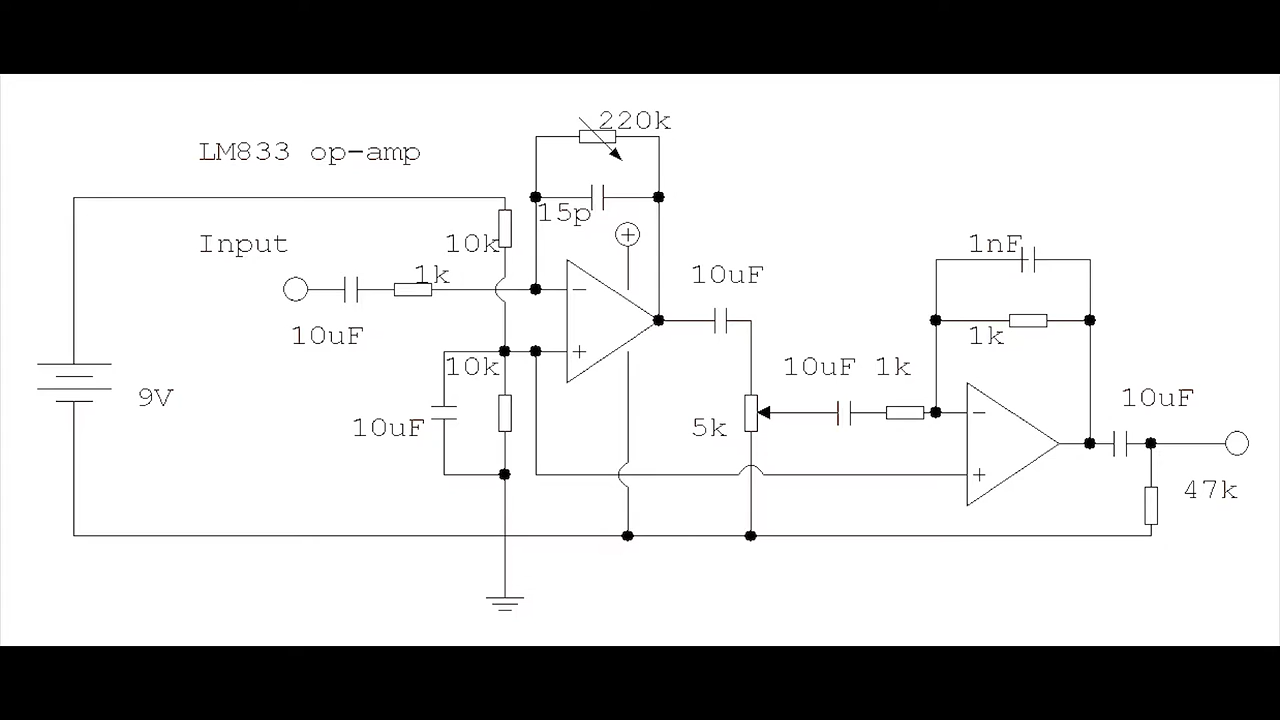 220k
LM833 op-amp
15p
Input
10k
1k
10uF
10uF
1nF
1k
10k
9V
10uF
5k
10uF 1k
10uF
47k